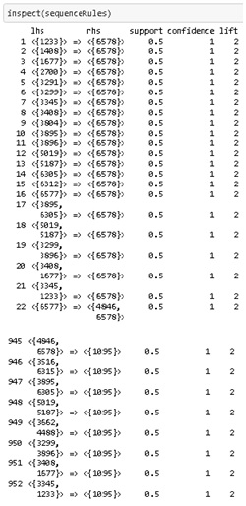 inspect(sequenceRules)
lhs rhs support confidence lift
1 <{1233}> => <{6578}> 0.5 1 2
2 <{1408}> => <{6578}> 0.5 1 2
3 <{1677}> => <{6578}> 0.5 1 2
4 <{2700}> => <{6578}> 0.5 1 2
5 <{3291}> => <{6578}> 0.5 1 2
6 <{3299}> => <{6578}> 0.5 1 2
7 <{3345}> => <{6578}> 0.5 1 2
8 <{3408}> => <{6578}> 0.5 1 2
9 <{3804}> => <{6578}> 0.5 1 2
10 <{3895}> => <{6578}> 0.5 1 2
11 <{3896}> => <{6578}> 0.5 1 2
12 <{5019}> => <{6578}> 0.5 1 2
13 <{5187}> => <{6578}> 0.5 1 2
14 <{6305}> => <{6578}> 0.5 1 2
15 <{6312}> => <{6578}> 0.5 1 2
16 <{6577}> => <{6578}> 0.5 1 2
17 <{3895,
6305}> => <{6578}> 0.5 1 2
18 <{5019,
5187}> => <{6578}> 0.5 1 2
19 <{3299,
3896}> => <{6578}> 0.5 1 2
20 <{3408,
1677}> => <{6578}> 0.5 1 2
21 <{3345,
1233}> => <{6578}> 0.5 1 2
22 <{6577}> => <{4846,
6578}> 0.5 1 2
945 <{4846,
6578}> => <{1095}> 0.5 1 2
946 <{3516,
6315}> => <{1095}> 0.5 1 2
947 <{3895,
6305}> => <{1095}> 0.5 1 2
948 <{5019,
5187}> => <{1095}> 0.5 1 2
949 <{3662,
4488}> => <{1095}> 0.5 1 2
950 <{3299,
3896}> => <{1095}> 0.5 1 2
951 <{3408,
1677}> => <{1095}> 0.5 1 2
952 <{3345,
1233}> => <{1095}> 0.5 1 2